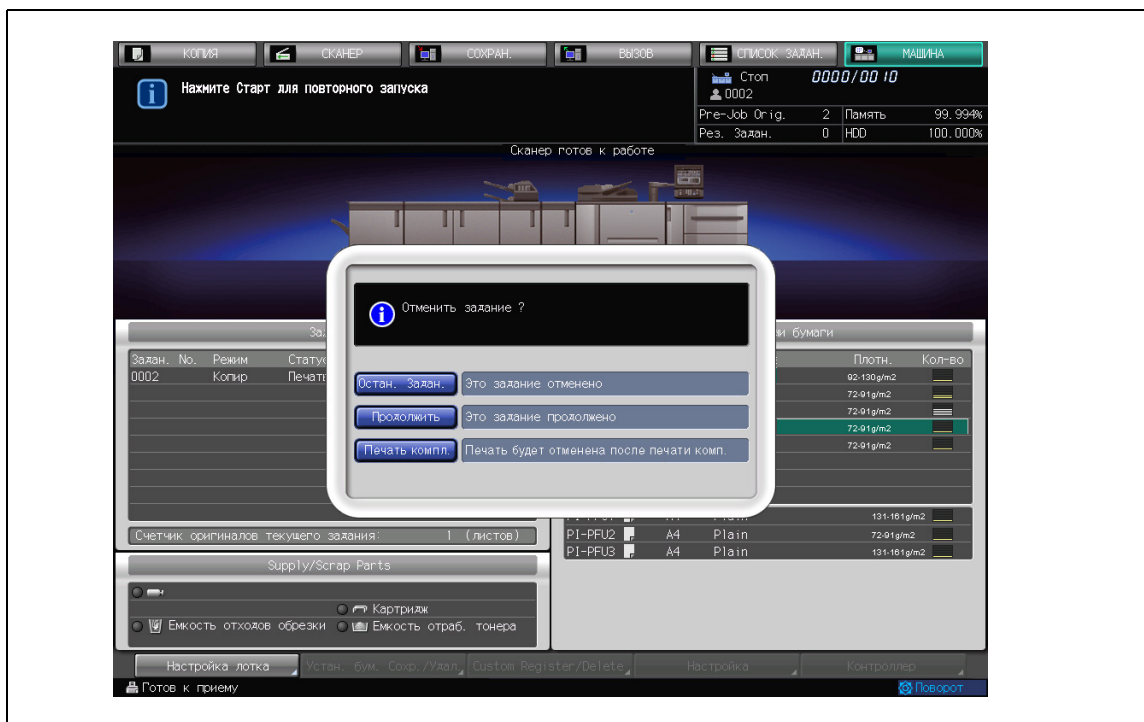 КОПИЯ СКАНЕР СОХРАН. ВЫЗОВ СПИСОК ЗАДАН. МАШИНА
Нажмите Старт для повторного запуска
Стоп 0000/0010
0002
Pre-Job Orig. 2 Память 99.994%
Рез. Задан. 0 HDD 100.000%
Сканер готов к работе
Отменить задание ?
Остан. Задан. Это задание отменено
Продолжить Это задание продолжено
Печать компл. Печать будет отменена после печати комп.
бумаги
Задан. No. Режим Плотн. Кол-во
0002 Копир 92-130g/m2
72-91g/m2
72-91g/m2
72-91g/m2
72-91g/m2
131-161g/m2
PI-PFU2 A4 Plain 72-91g/m2
PI-PFU3 A4 Plain 131-161g/m2
Счетчик оригиналов текущего задания: 1 (листов)
Supply/Scrap Parts
Картридж
Емкость отходов обрезки Емкость отраб. тонера
Настройка лотка Устан. бум. Сохр./Удал. Custom Register/Delete Настройка Контроллер
Готов к приему Поворот